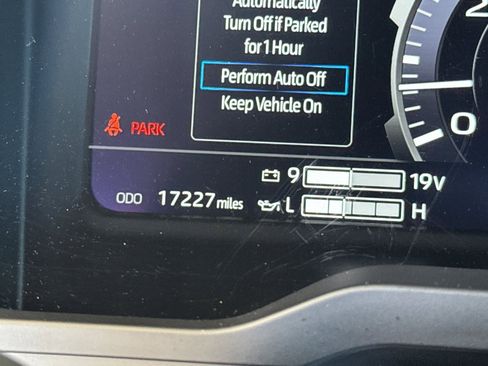 Automatically
Turn Off if Parked
for 1 Hour
Perform Auto Off
Keep Vehicle On
PARK
0
9 19V
ODO 17227 miles
L H